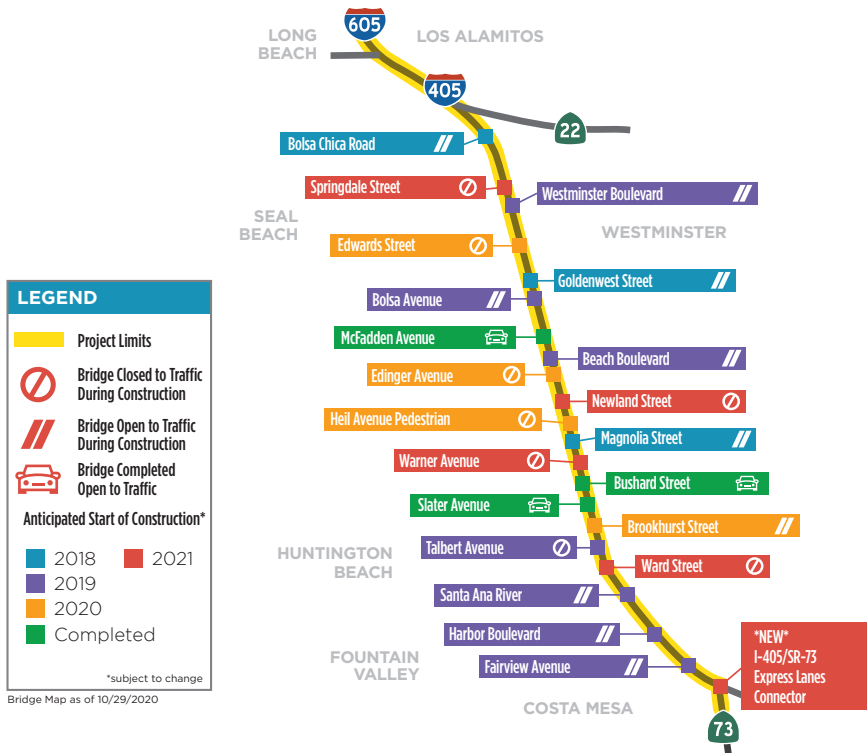 605
LONG
BEACH
LOS ALAMITOS
405
22
Bolsa Chica Road
Springdale Street
Westminster Boulevard
SEAL
BEACH
WESTMINSTER
Edwards Street
Goldenwest Street
Bolsa Avenue
McFadden Avenue
Beach Boulevard
Edinger Avenue
Newland Street
Heil Avenue Pedestrian
Magnolia Street
Warner Avenue
Bushard Street
Slater Avenue
Brookhurst Street
Talbert Avenue
HUNTINGTON
BEACH
Ward Street
Santa Ana River
Harbor Boulevard
FOUNTAIN
VALLEY
Fairview Avenue
*NEW*
I-405/SR-73
Express Lanes
Connector
COSTA MESA
73
LEGEND
Project Limits
Bridge Closed to Traffic
During Construction
Bridge Open to Traffic
During Construction
Bridge Completed
Open to Traffic
Anticipated Start of Construction*
2018
2021
2019
2020
Completed
*subject to change
Bridge Map as of 10/29/2020